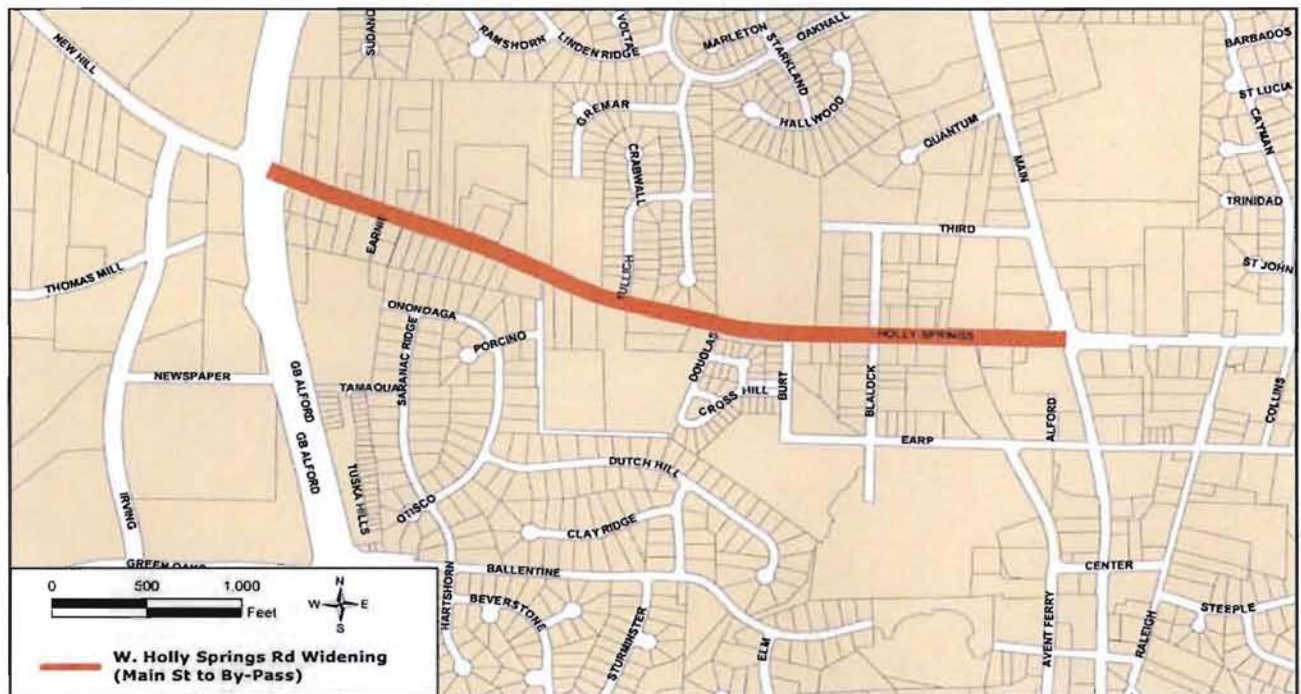 SUDANO
RAMSHORN
LINDEN RIDGE
VOLTAE
MARLETON
STARKLAND
OAKHALL
BARBADOS
ST LUCIA
CAYMAN
NEW HILL
GREMAR
HALLWOOD
QUANTUM
MAIN
CRABWALL
TRINIDAD
EARNIE
THIRD
ST JOHN
THOMAS MILL
TULLICH
ONONDAGA
PORCINO
HOLLY SPRINGS
DOUGLAS
NEWSPAPER
GB ALFORD
TAMAQUA
SARANAC RIDGE
CROSS HILL
BURT
BLALOCK
ALFORD
COLLINS
GB ALFORD
EARP
TUSKA HILLS
OTISCO
DUTCH HILL
IRVING
CLAY RIDGE
GREEN OAKS
BALLENTINE
CENTER
HARTSHORN
BEVERSTONE
STURMINSTER
ELM
AVENT FERRY
RALEIGH
STEEPLE
0 500 1,000
Feet
N
W E
S
W. Holly Springs Rd Widening
(Main St to By-Pass)